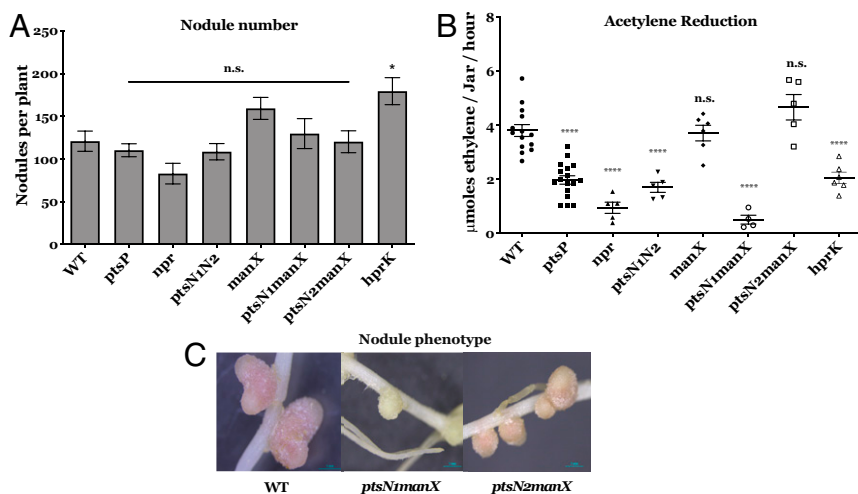 A
Nodule number
Nodules per plant
250
200
150
100
50
0
n.s.
*
WT
ptsP
npr
ptsN1N2
manX
ptsN1manX
ptsN2manX
hprK
B
Acetylene Reduction
μmoles ethylene / Jar / hour
8
6
4
2
0
****
****
****
n.s.
****
n.s.
****
WT
ptsP
npr
ptsN1N2
manX
ptsN1manX
ptsN2manX
hprK
C
Nodule phenotype
WT
ptsN1manX
ptsN2manX